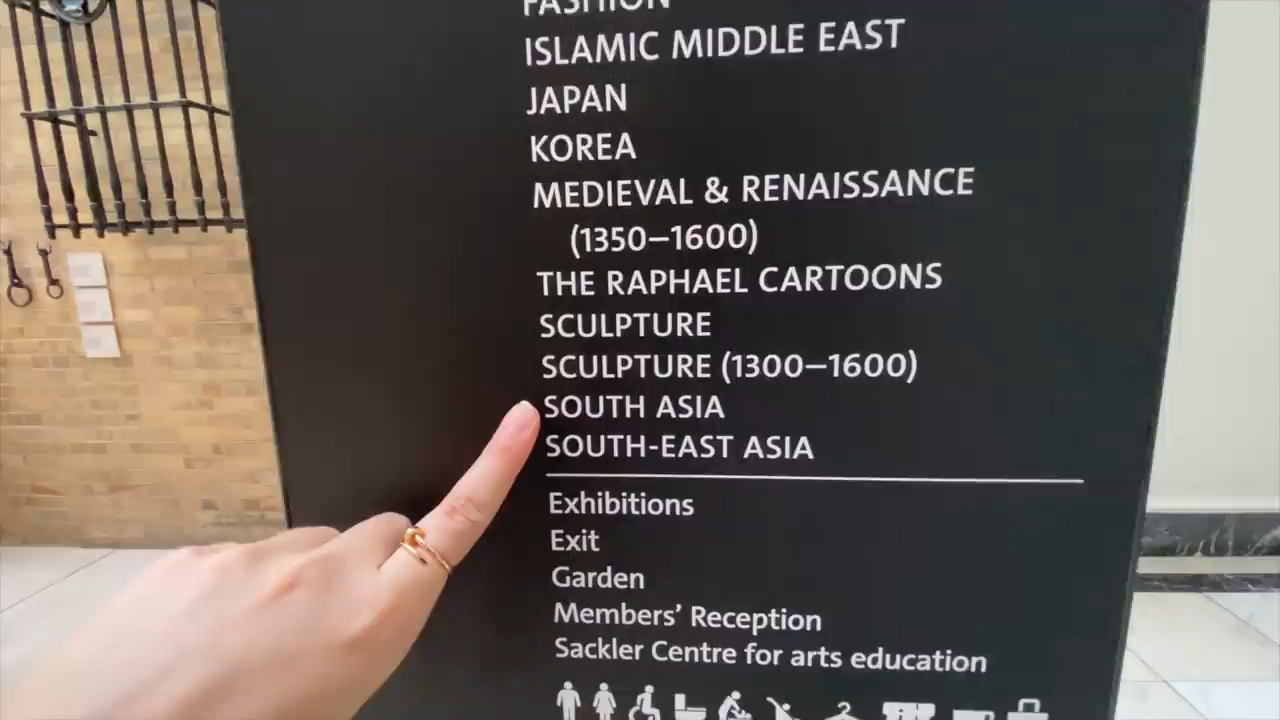 FASHION
ISLAMIC MIDDLE EAST
JAPAN
KOREA
MEDIEVAL & RENAISSANCE
(1350–1600)
THE RAPHAEL CARTOONS
SCULPTURE
SCULPTURE (1300–1600)
SOUTH ASIA
SOUTH-EAST ASIA
Exhibitions
Exit
Garden
Members’ Reception
Sackler Centre for arts education